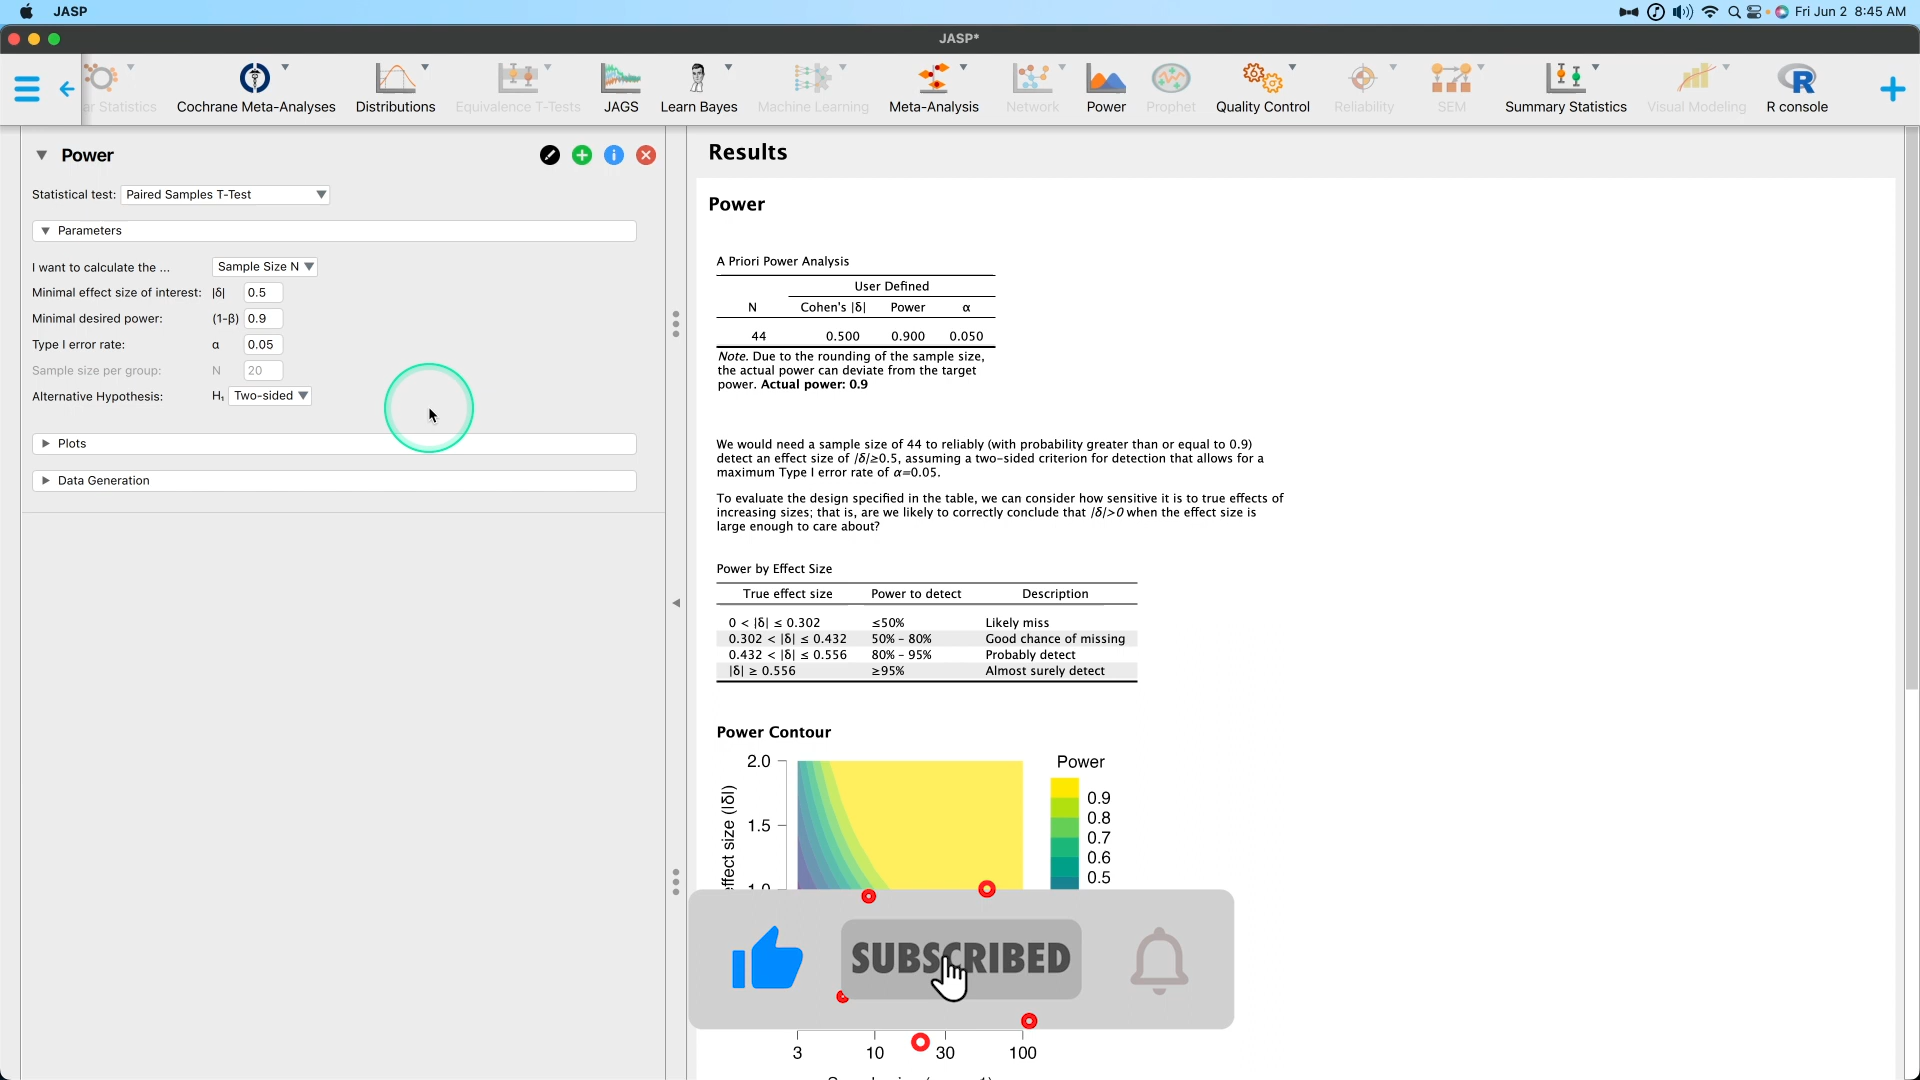 JASP
Fri Jun 2 8:45 AM
JASP*
ar Statistics
Cochrane Meta-Analyses
Distributions
Equivalence T-Tests
JAGS
Learn Bayes
Machine Learning
Meta-Analysis
Network
Power
Prophet
Quality Control
Reliability
SEM
Summary Statistics
Visual Modeling
R console
Power
Statistical test: Paired Samples T-Test
Parameters
I want to calculate the ... Sample Size N
Minimal effect size of interest: |δ| 0.5
Minimal desired power: (1-β) 0.9
Type I error rate: α 0.05
Sample size per group: N 20
Alternative Hypothesis: H₁ Two-sided
Plots
Data Generation
Results
Power
A Priori Power Analysis
User Defined
N Cohen's |δ| Power α
44 0.500 0.900 0.050
Note. Due to the rounding of the sample size,
the actual power can deviate from the target
power. Actual power: 0.9
We would need a sample size of 44 to reliably (with probability greater than or equal to 0.9)
detect an effect size of |δ|≥0.5, assuming a two-sided criterion for detection that allows for a
maximum Type I error rate of α=0.05.
To evaluate the design specified in the table, we can consider how sensitive it is to true effects of
increasing sizes; that is, are we likely to correctly conclude that |δ|>0 when the effect size is
large enough to care about?
Power by Effect Size
True effect size Power to detect Description
0 < |δ| ≤ 0.302 ≤50% Likely miss
0.302 < |δ| ≤ 0.432 50% – 80% Good chance of missing
0.432 < |δ| ≤ 0.556 80% – 95% Probably detect
|δ| ≥ 0.556 ≥95% Almost surely detect
Power Contour
2.0
1.5
1.0
effect size (|δ|)
Power
0.9
0.8
0.7
0.6
0.5
SUBSCRIBED
3 10 30 100